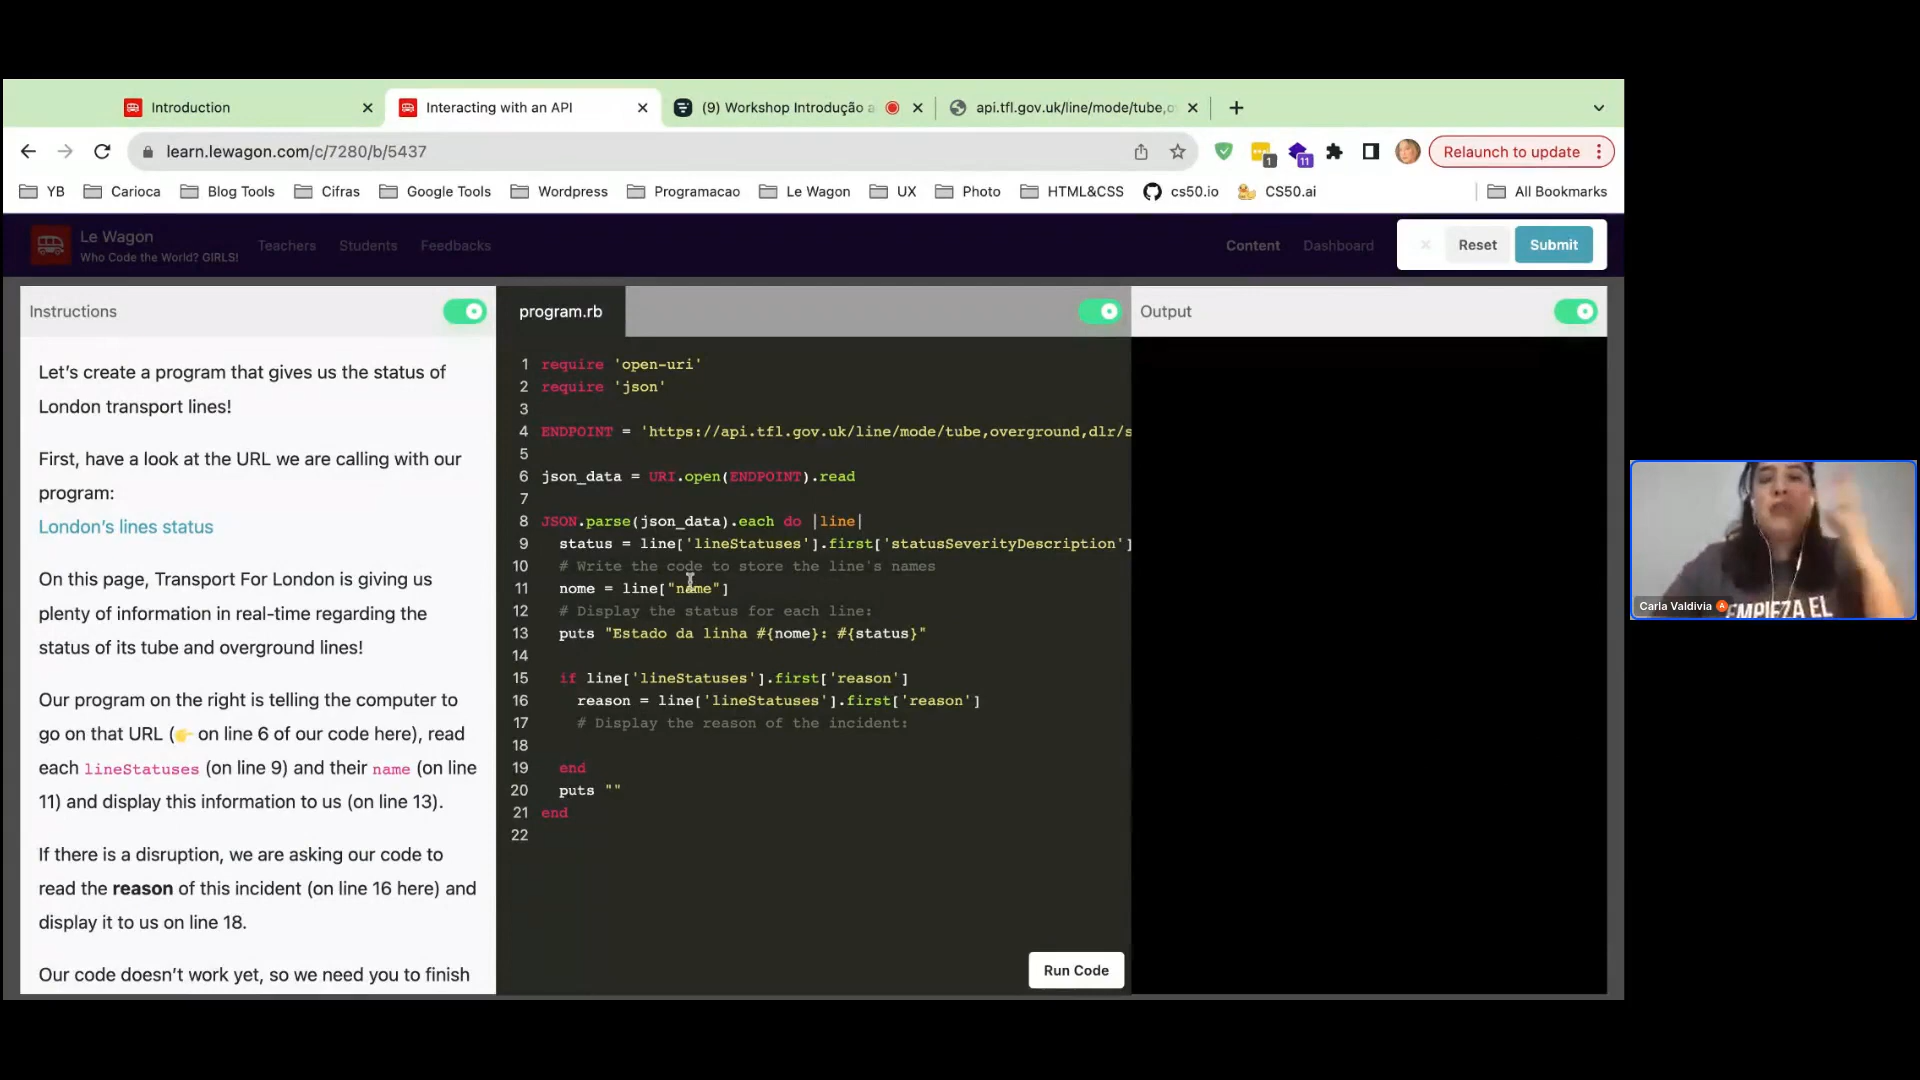 Introduction
Interacting with an API
(9) Workshop Introdução a
api.tfl.gov.uk/line/mode/tube,o
learn.lewagon.com/c/7280/b/5437
1
11
Relaunch to update
YB
Carioca
Blog Tools
Cifras
Google Tools
Wordpress
Programacao
Le Wagon
UX
Photo
HTML&CSS
cs50.io
CS50.ai
All Bookmarks
Le Wagon
Who Code the World? GIRLS!
Teachers
Students
Feedbacks
Content
Dashboard
Reset
Submit
Instructions
Let's create a program that gives us the status of
London transport lines!
First, have a look at the URL we are calling with our
program:
London's lines status
On this page, Transport For London is giving us
plenty of information in real-time regarding the
status of its tube and overground lines!
Our program on the right is telling the computer to
go on that URL (👉 on line 6 of our code here), read
each lineStatuses (on line 9) and their name (on line
11) and display this information to us (on line 13).
If there is a disruption, we are asking our code to
read the reason of this incident (on line 16 here) and
display it to us on line 18.
Our code doesn't work yet, so we need you to finish
program.rb
1 require 'open-uri'
2 require 'json'
3
4 ENDPOINT = 'https://api.tfl.gov.uk/line/mode/tube,overground,dlr/s
5
6 json_data = URI.open(ENDPOINT).read
7
8 JSON.parse(json_data).each do |line|
9 status = line['lineStatuses'].first['statusSeverityDescription']
10 # Write the code to store the line's names
11 nome = line["name"]
12 # Display the status for each line:
13 puts "Estado da linha #{nome}: #{status}"
14
15 if line['lineStatuses'].first['reason']
16 reason = line['lineStatuses'].first['reason']
17 # Display the reason of the incident:
18
19 end
20 puts ""
21 end
22
Run Code
Output
EMPIEZA EL
Carla Valdivia